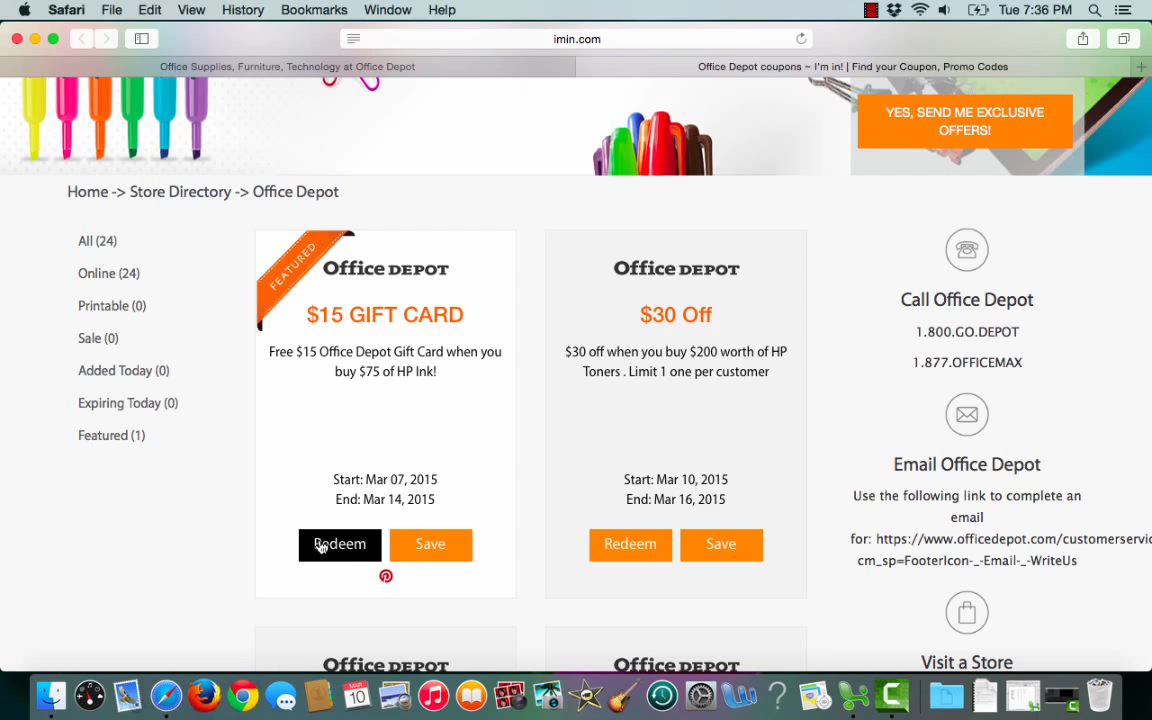 Safari File Edit View History Bookmarks Window Help Tue 7:36 PM
imin.com
Office Supplies, Furniture, Technology at Office Depot
Office Depot coupons ~ I'm in! | Find your Coupon, Promo Codes
YES, SEND ME EXCLUSIVE
OFFERS!
Home -> Store Directory -> Office Depot
All (24)
Online (24)
Printable (0)
Sale (0)
Added Today (0)
Expiring Today (0)
Featured (1)
FEATURED
Office DEPOT
$15 GIFT CARD
Free $15 Office Depot Gift Card when you
buy $75 of HP Ink!
Start: Mar 07, 2015
End: Mar 14, 2015
Redeem
Save
Office DEPOT
$30 Off
$30 off when you buy $200 worth of HP
Toners . Limit 1 one per customer
Start: Mar 10, 2015
End: Mar 16, 2015
Redeem
Save
Office DEPOT
Office DEPOT
Call Office Depot
1.800.GO.DEPOT
1.877.OFFICEMAX
Email Office Depot
Use the following link to complete an
email
for: https://www.officedepot.com/customerservic
cm_sp=FooterIcon-_-Email-_-WriteUs
Visit a Store
MAR
10